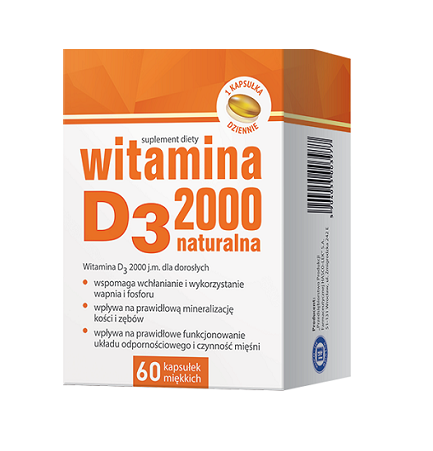 1 KAPSUŁKA
DZIENNIE
suplement diety
witamina
D3 2000
naturalna
Witamina D3 2000 j.m. dla dorosłych
• wspomaga wchłanianie i wykorzystanie
wapnia i fosforu
• wpływa na prawidłową mineralizację
kości i zębów
• wpływa na prawidłowe funkcjonowanie
układu odpornościowego i czynność mięśni
60 kapsułek
miękkich
Producent: